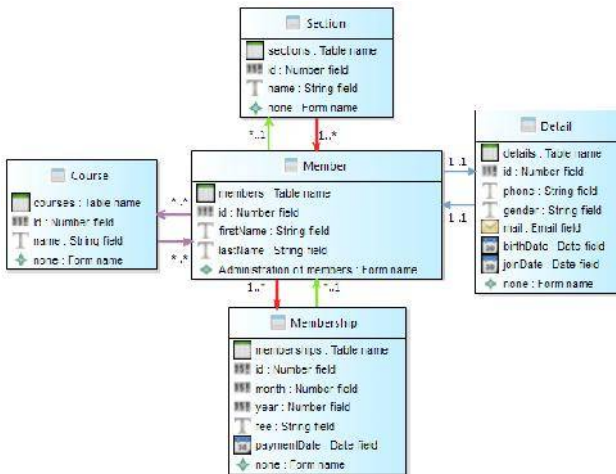 Section
sections : Table name
id : Number field
name : String field
none : Form name
*..1
1..*
Member
members : Table name
id : Number field
firstName : String field
lastName : String field
Administration of members : Form name
1..1
1..1
Detail
details : Table name
id : Number field
phone : String field
gender : String field
mail : Email field
birthDate : Date field
joinDate : Date field
none : Form name
Course
courses : Table name
id : Number field
name : String field
none : Form name
*..*
*..*
1..*
*..1
Membership
memberships : Table name
id : Number field
month : Number field
year : Number field
fee : String field
paymentDate : Date field
none : Form name